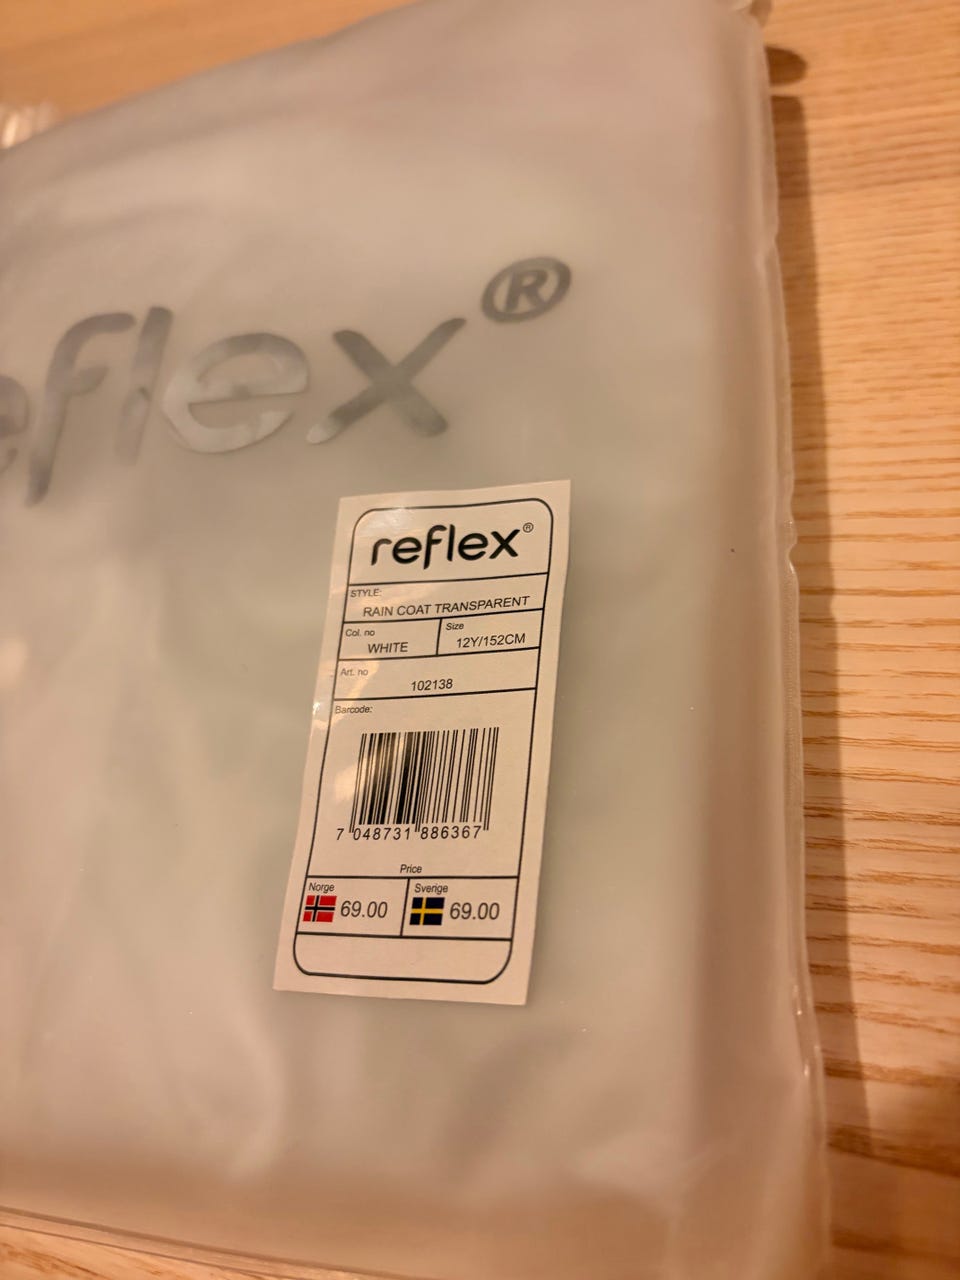 eflex®
reflex®
STYLE:
RAIN COAT TRANSPARENT
Col. no
WHITE
Size
12Y/152CM
Art. no
102138
Barcode:
7 048731 886367
Price
Norge
69.00
Sverige
69.00